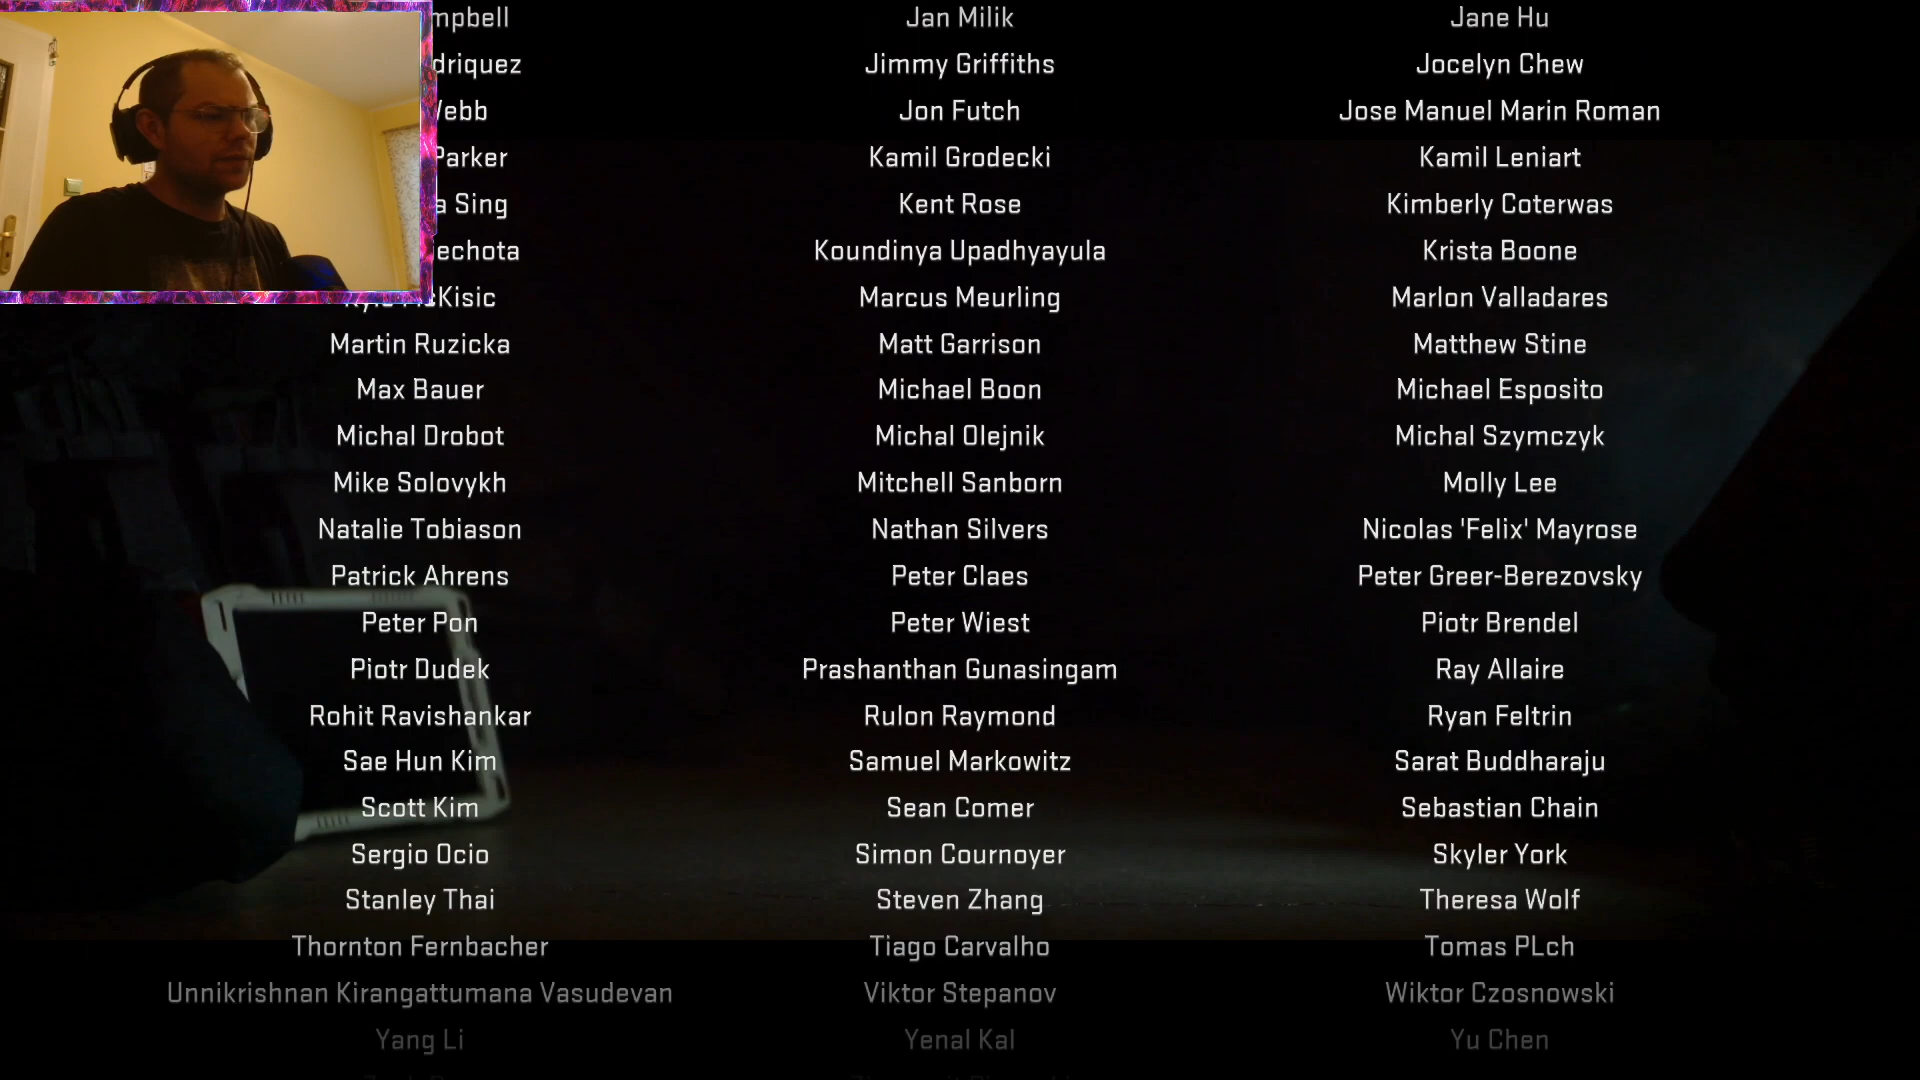 mpbell Jan Milik Jane Hu
driquez Jimmy Griffiths Jocelyn Chew
Webb Jon Futch Jose Manuel Marin Roman
Parker Kamil Grodecki Kamil Leniart
a Sing Kent Rose Kimberly Coterwas
echota Koundinya Upadhyayula Krista Boone
Kisic Marcus Meurling Marlon Valladares
Martin Ruzicka Matt Garrison Matthew Stine
Max Bauer Michael Boon Michael Esposito
Michal Drobot Michal Olejnik Michal Szymczyk
Mike Solovykh Mitchell Sanborn Molly Lee
Natalie Tobiason Nathan Silvers Nicolas 'Felix' Mayrose
Patrick Ahrens Peter Claes Peter Greer-Berezovsky
Peter Pon Peter Wiest Piotr Brendel
Piotr Dudek Prashanthan Gunasingam Ray Allaire
Rohit Ravishankar Rulon Raymond Ryan Feltrin
Sae Hun Kim Samuel Markowitz Sarat Buddharaju
Scott Kim Sean Comer Sebastian Chain
Sergio Ocio Simon Cournoyer Skyler York
Stanley Thai Steven Zhang Theresa Wolf
Thornton Fernbacher Tiago Carvalho Tomas PLch
Unnikrishnan Kirangattumana Vasudevan Viktor Stepanov Wiktor Czosnowski
Yang Li Yenal Kal Yu Chen